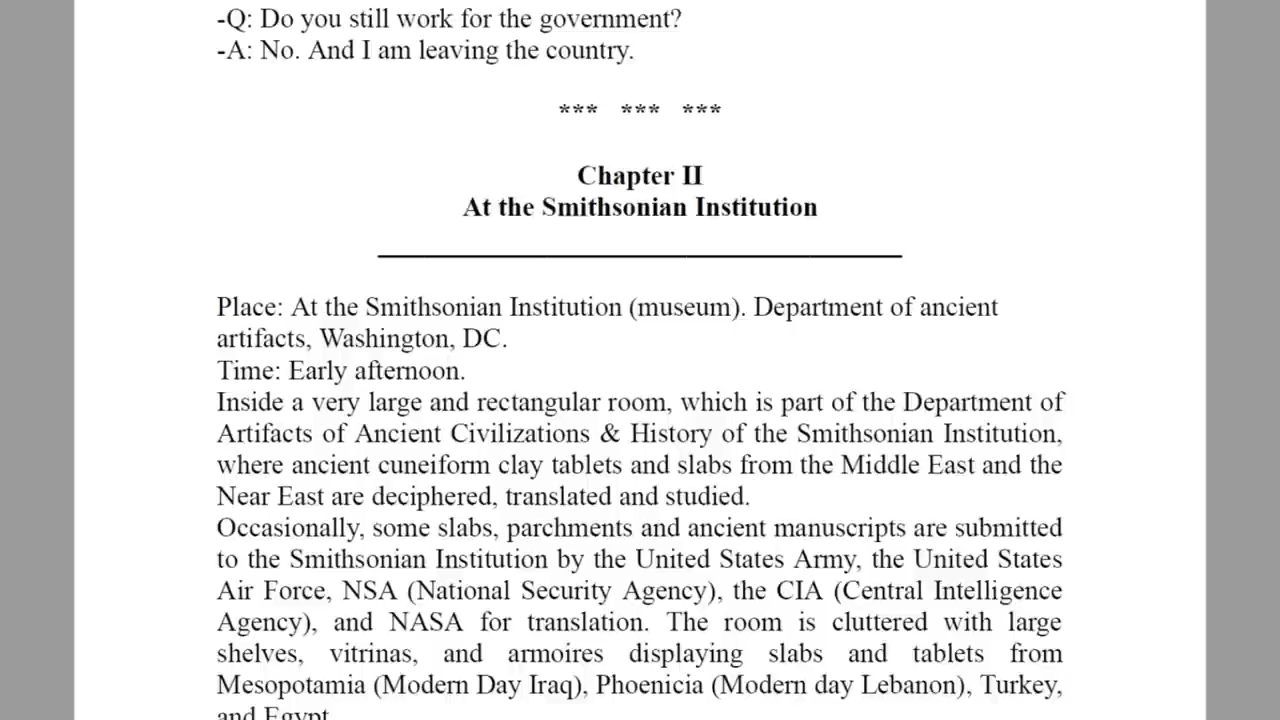 -Q: Do you still work for the government?
-A: No. And I am leaving the country.
*** *** ***
Chapter II
At the Smithsonian Institution
Place: At the Smithsonian Institution (museum). Department of ancient
artifacts, Washington, DC.
Time: Early afternoon.
Inside a very large and rectangular room, which is part of the Department of
Artifacts of Ancient Civilizations & History of the Smithsonian Institution,
where ancient cuneiform clay tablets and slabs from the Middle East and the
Near East are deciphered, translated and studied.
Occasionally, some slabs, parchments and ancient manuscripts are submitted
to the Smithsonian Institution by the United States Army, the United States
Air Force, NSA (National Security Agency), the CIA (Central Intelligence
Agency), and NASA for translation. The room is cluttered with large
shelves, vitrinas, and armoires displaying slabs and tablets from
Mesopotamia (Modern Day Iraq), Phoenicia (Modern day Lebanon), Turkey,
and Egypt.